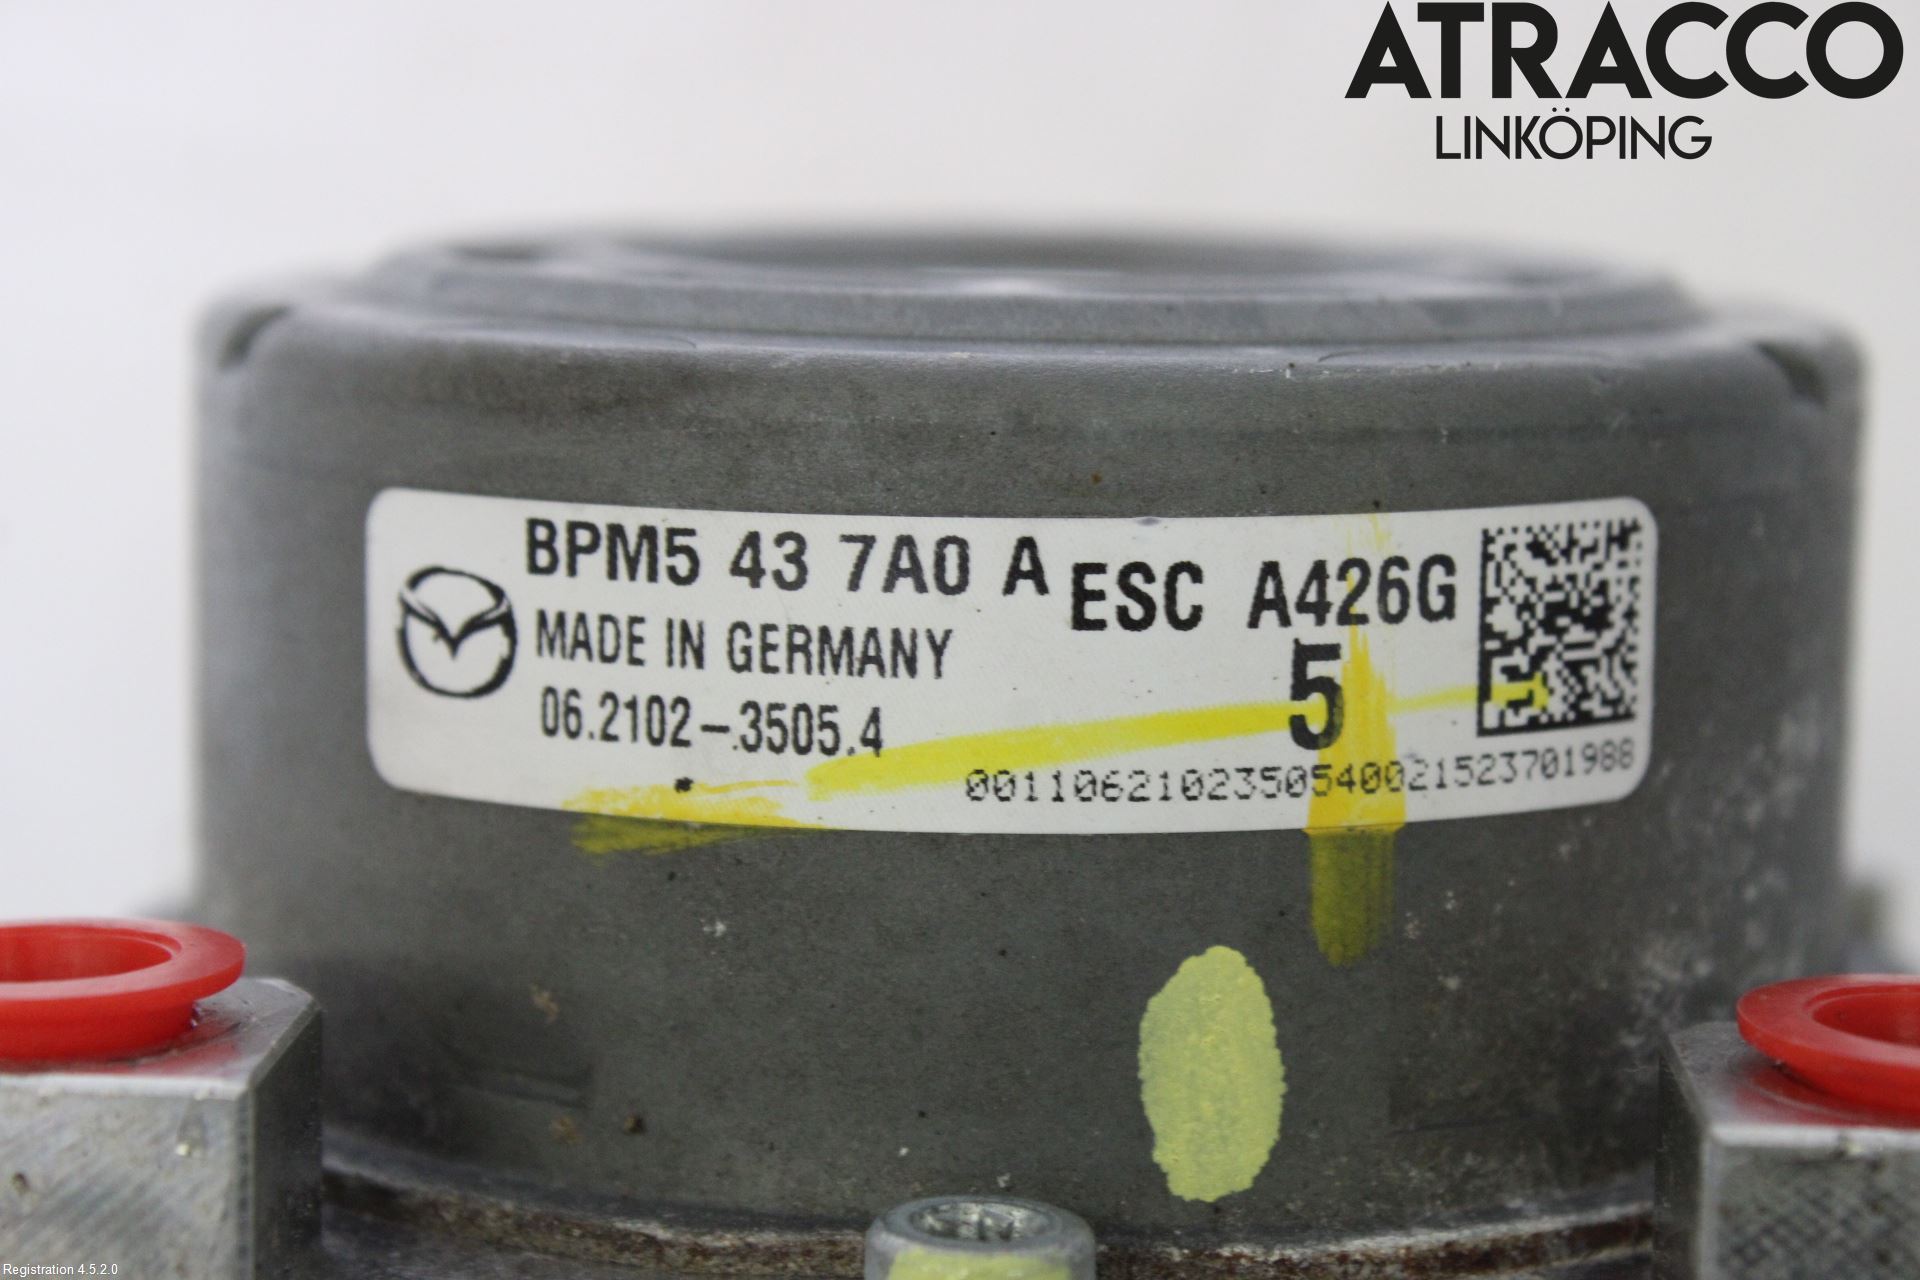 ATRACCO
LINKÖPING
BPM5 43 7A0 A ESC A426G
MADE IN GERMANY
5
06.2102-3505.4
0011062102350540021523701988
Registration 4.5.2.0